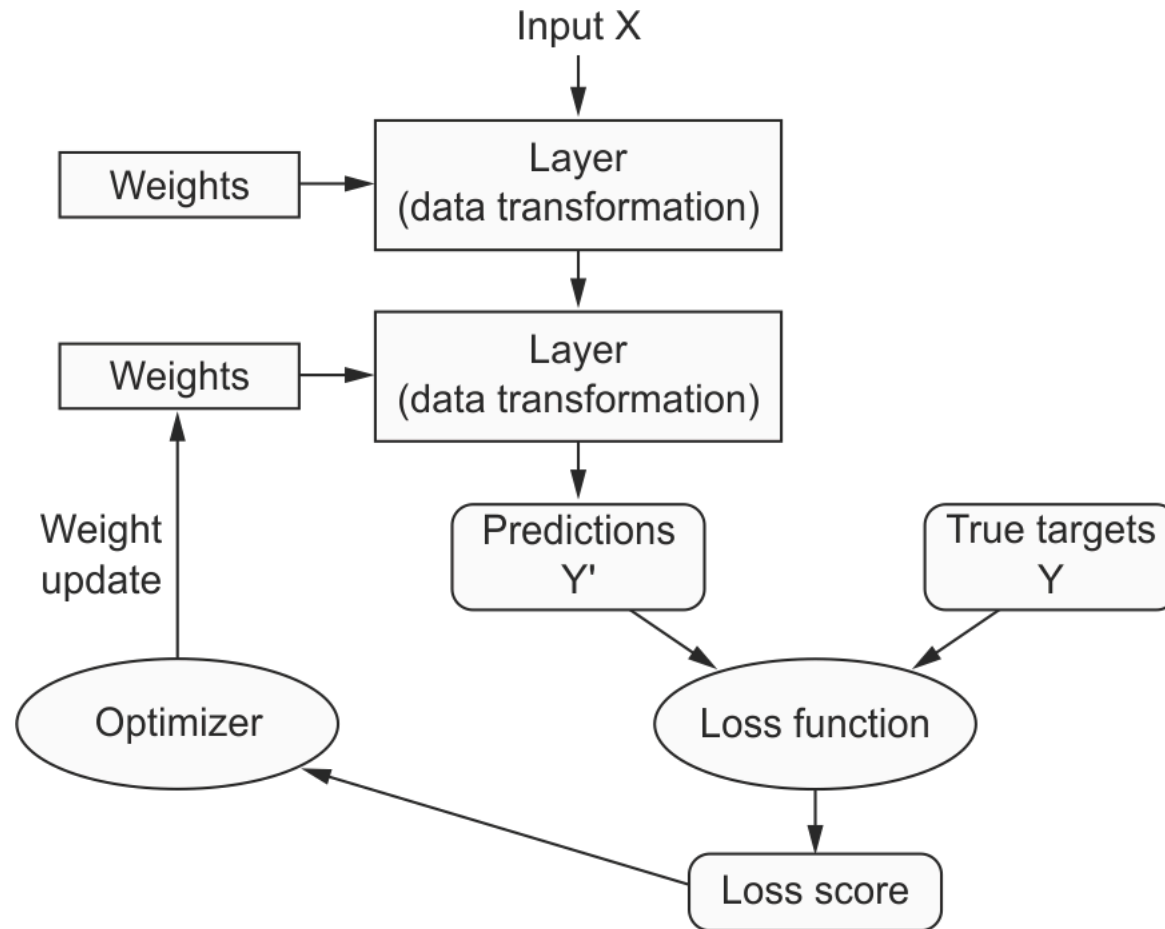 Input X
Weights
Layer
(data transformation)
Weights
Layer
(data transformation)
Weight
update
Predictions
Y'
True targets
Y
Optimizer
Loss function
Loss score